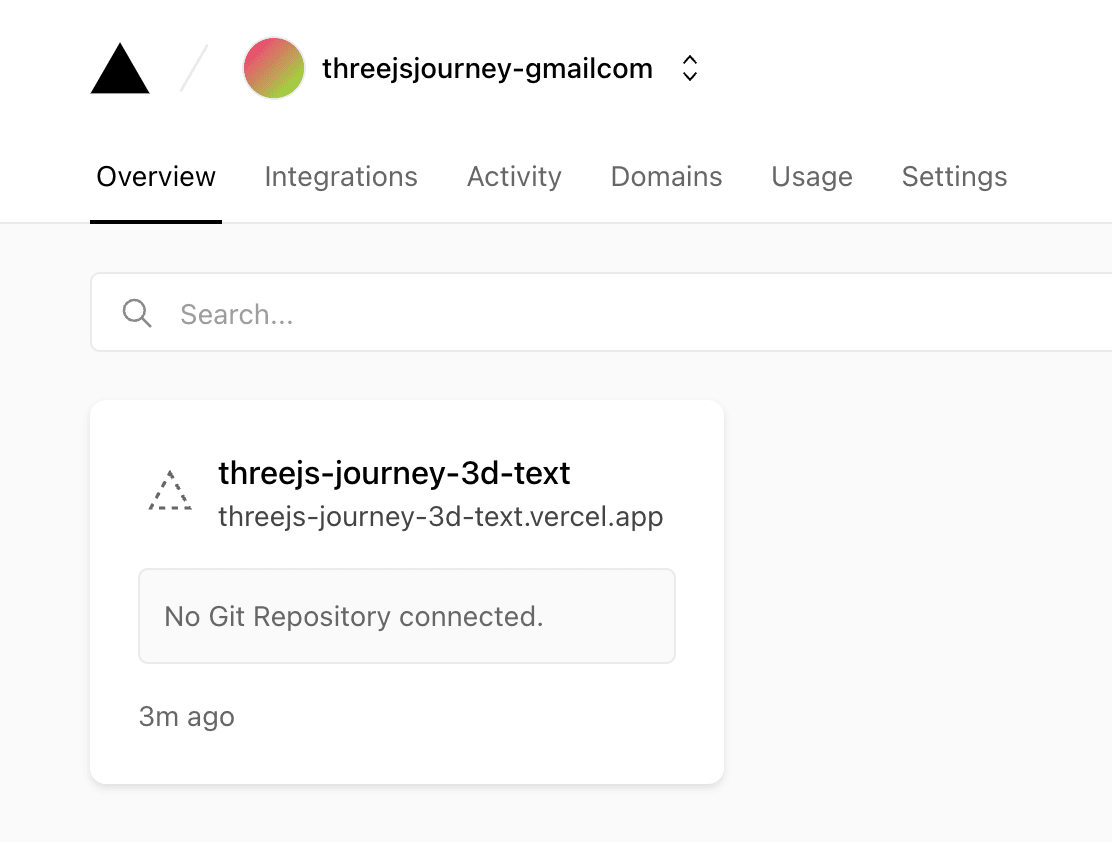 threejsjourney-gmailcom
Overview Integrations Activity Domains Usage Settings
Search...
threejs-journey-3d-text
threejs-journey-3d-text.vercel.app
No Git Repository connected.
3m ago